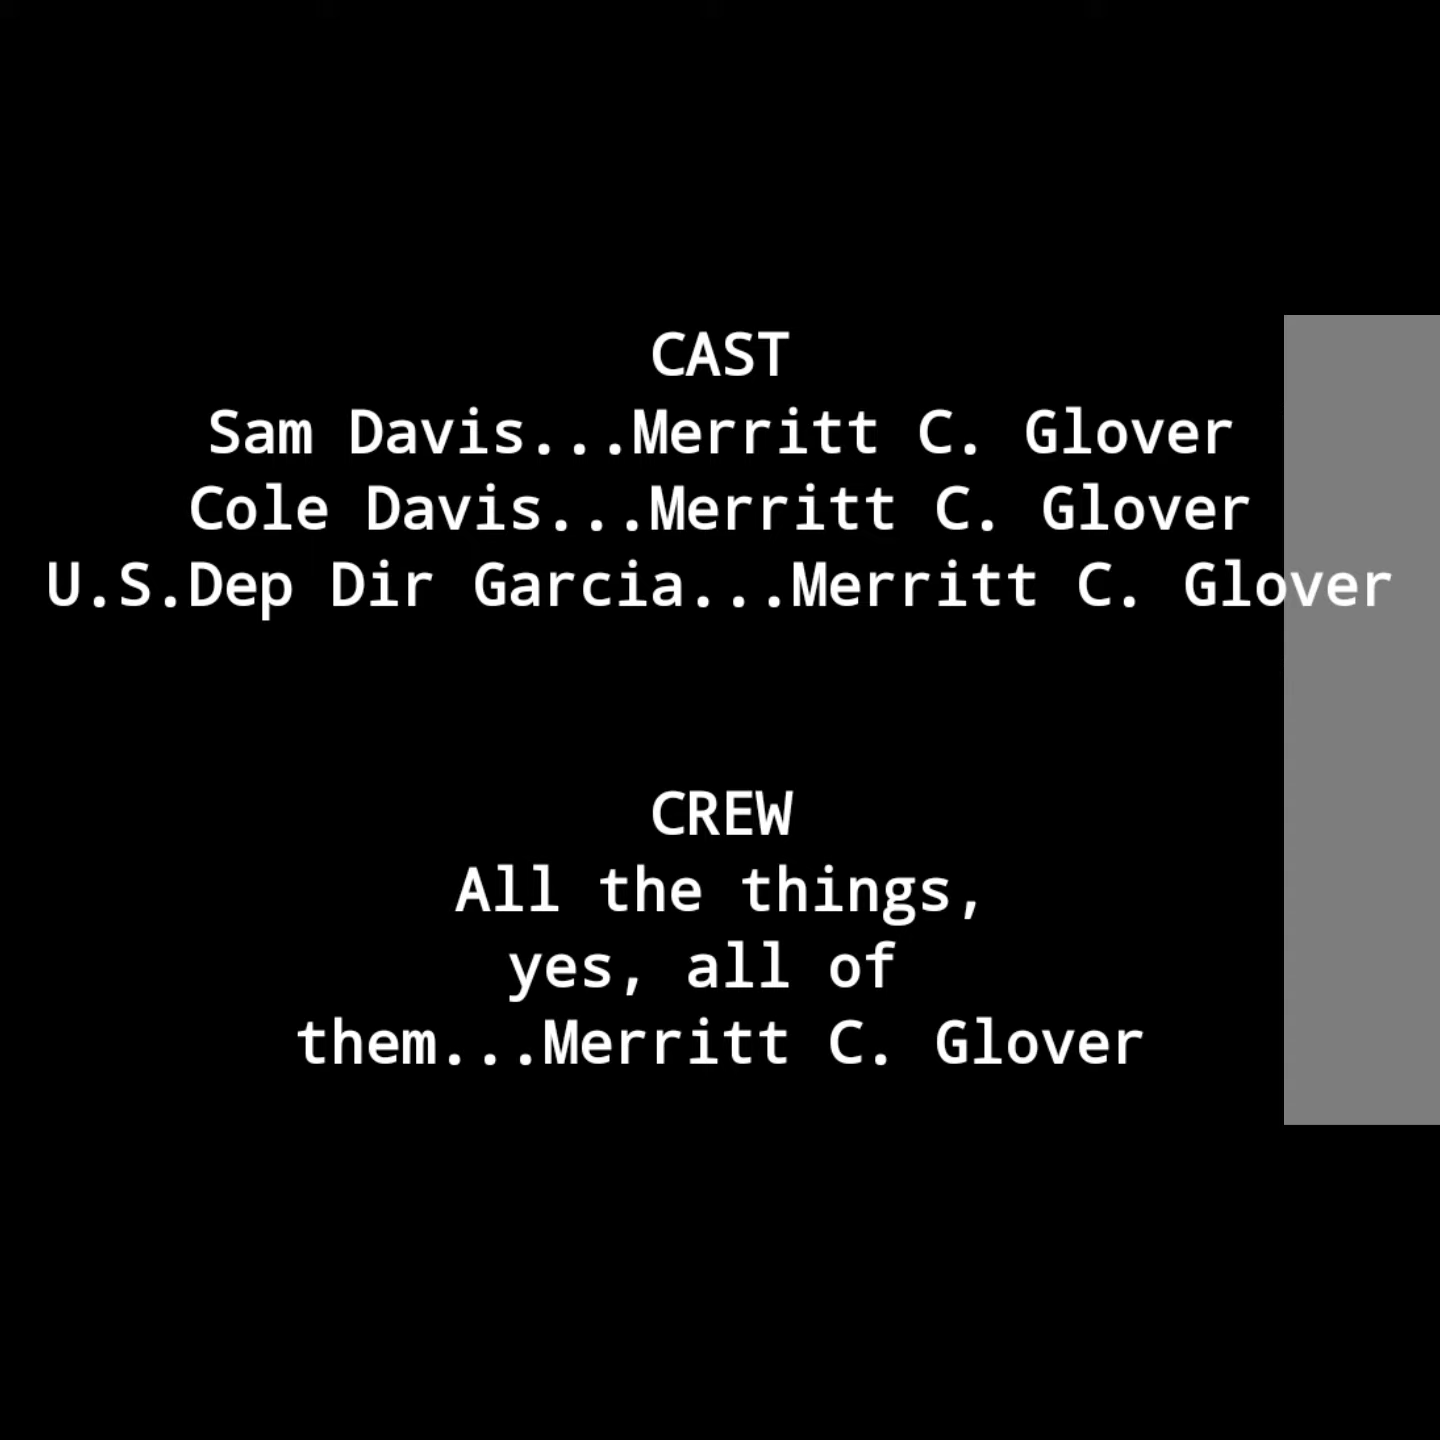 CAST
Sam Davis...Merritt C. Glover
Cole Davis...Merritt C. Glover
U.S.Dep Dir Garcia...Merritt C. Glover
CREW
All the things,
yes, all of
them...Merritt C. Glover